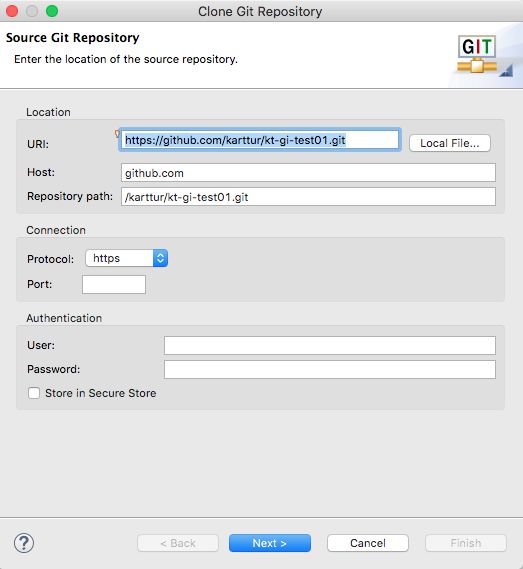 Clone Git Repository
Source Git Repository
Enter the location of the source repository.
GIT
Location
URI: https://github.com/karttur/kt-gi-test01.git Local File...
Host: github.com
Repository path: /karttur/kt-gi-test01.git
Connection
Protocol: https
Port:
Authentication
User:
Password:
Store in Secure Store
? < Back Next > Cancel Finish